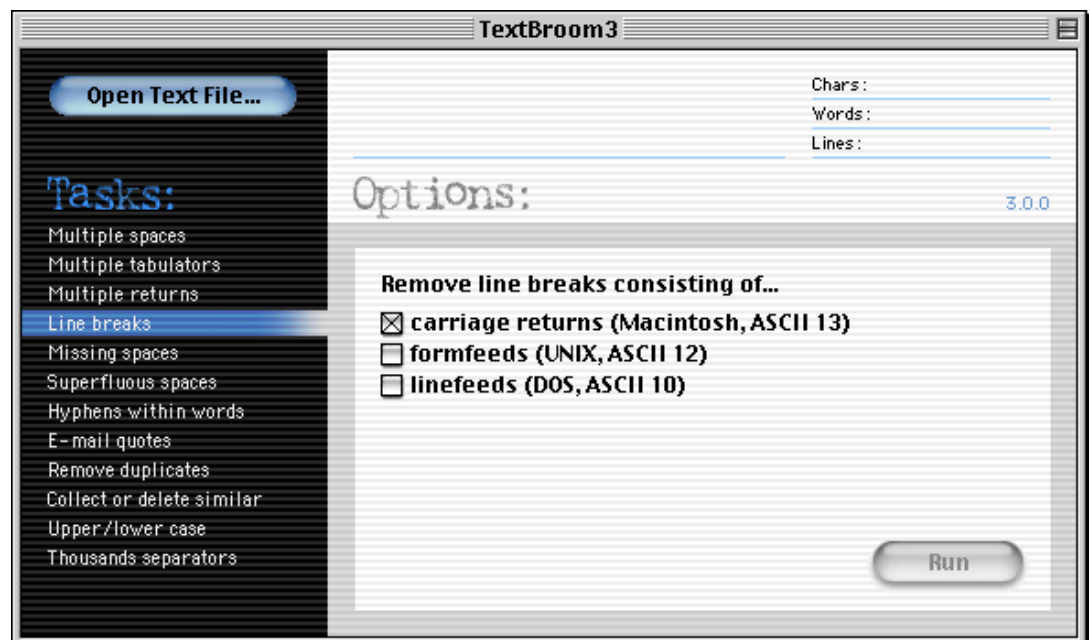 TextBroom3
Open Text File...
Chars:
Words:
Lines:
Tasks:
Options:
3.0.0
Multiple spaces
Multiple tabulators
Multiple returns
Line breaks
Missing spaces
Superfluous spaces
Hyphens within words
E-mail quotes
Remove duplicates
Collect or delete similar
Upper/lower case
Thousands separators
Remove line breaks consisting of...
carriage returns (Macintosh, ASCII 13)
formfeeds (UNIX, ASCII 12)
linefeeds (DOS, ASCII 10)
Run